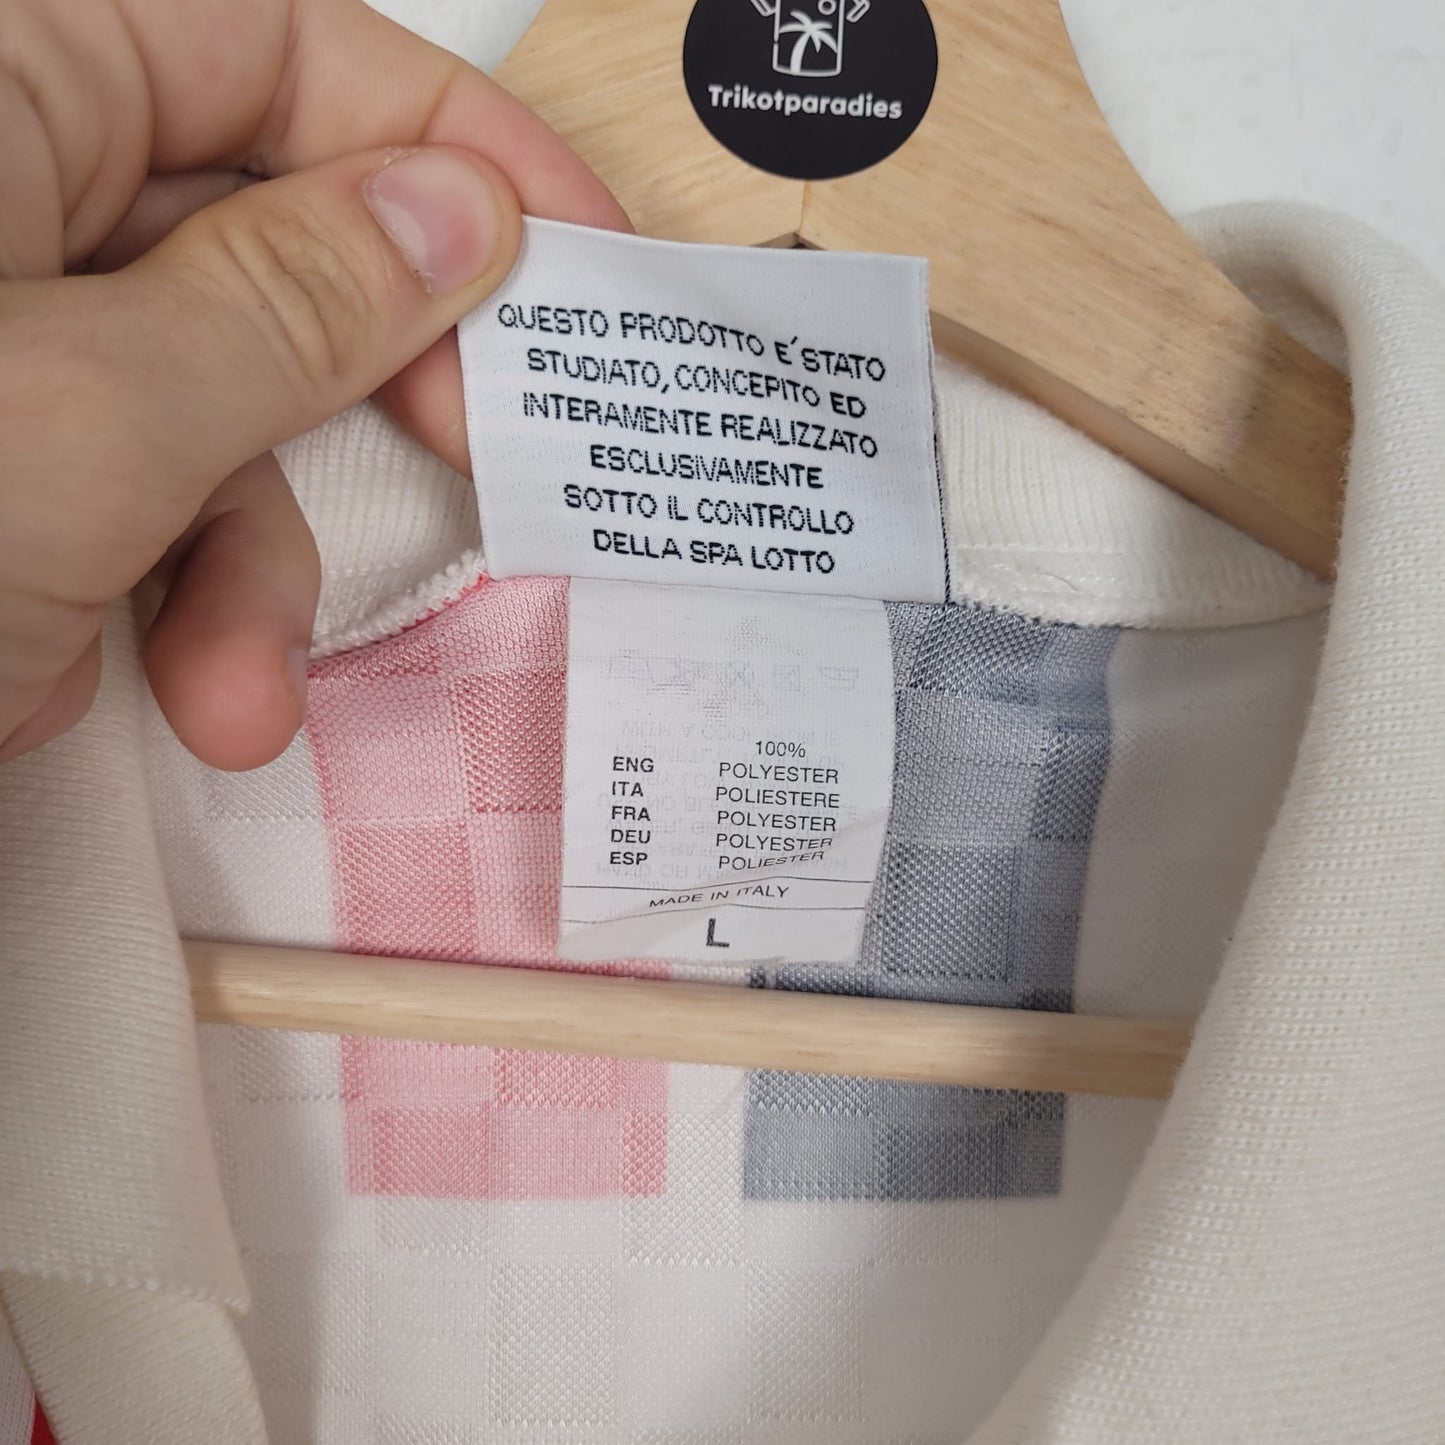 Trikotparadies
QUESTO PRODOTTO E´STATO
STUDIATO, CONCEPITO ED
INTERAMENTE REALIZZATO
ESCLUSIVAMENTE
SOTTO IL CONTROLLO
DELLA SPA LOTTO
100%
ENG POLYESTER
ITA POLIESTERE
FRA POLYESTER
DEU POLYESTER
ESP POLIESTER
MADE IN ITALY
L